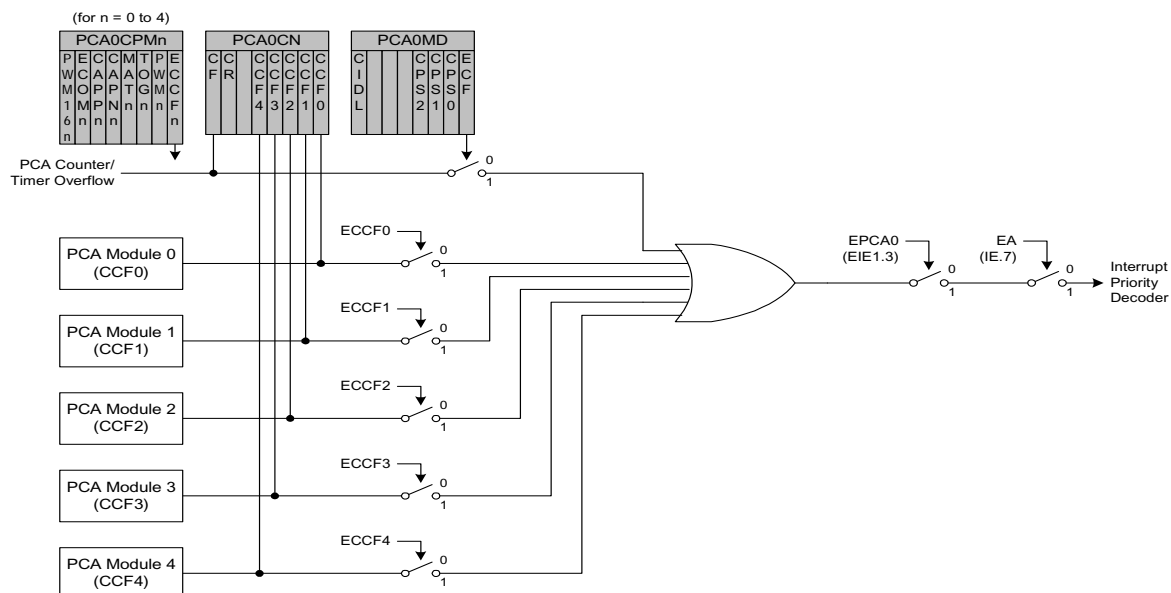 (for n = 0 to 4)
PCA0CPMn
PWM16n
ECOMn
CAPPn
CAPNn
MATn
TOGn
PWMn
ECCFn
PCA0CN
CF
CR
CCF4
CCF3
CCF2
CCF1
CCF0
PCA0MD
CIDL
CPS2
CPS1
CPS0
ECF
PCA Counter/
Timer Overflow
0
1
PCA Module 0
(CCF0)
ECCF0
0
1
EPCA0
(EIE1.3)
0
1
EA
(IE.7)
0
1
Interrupt
Priority
Decoder
PCA Module 1
(CCF1)
ECCF1
0
1
PCA Module 2
(CCF2)
ECCF2
0
1
PCA Module 3
(CCF3)
ECCF3
0
1
PCA Module 4
(CCF4)
ECCF4
0
1